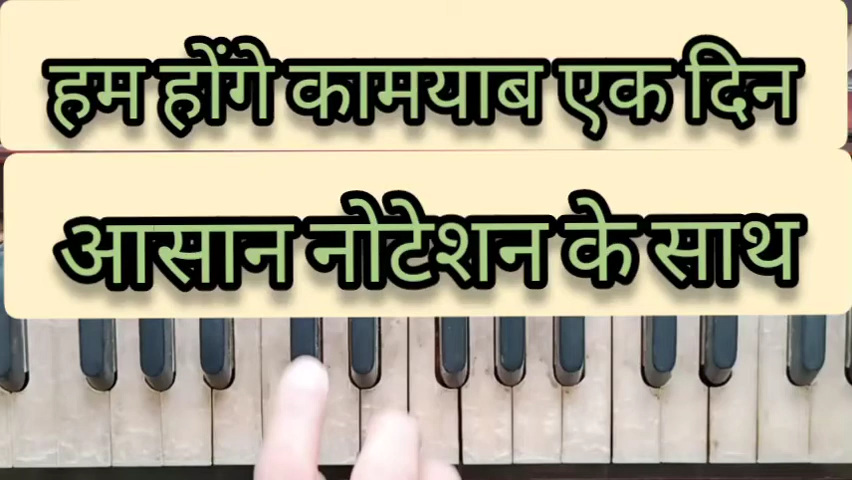 हम होंगे कामयाब एक दिन
आसान नोटेशन के साथ